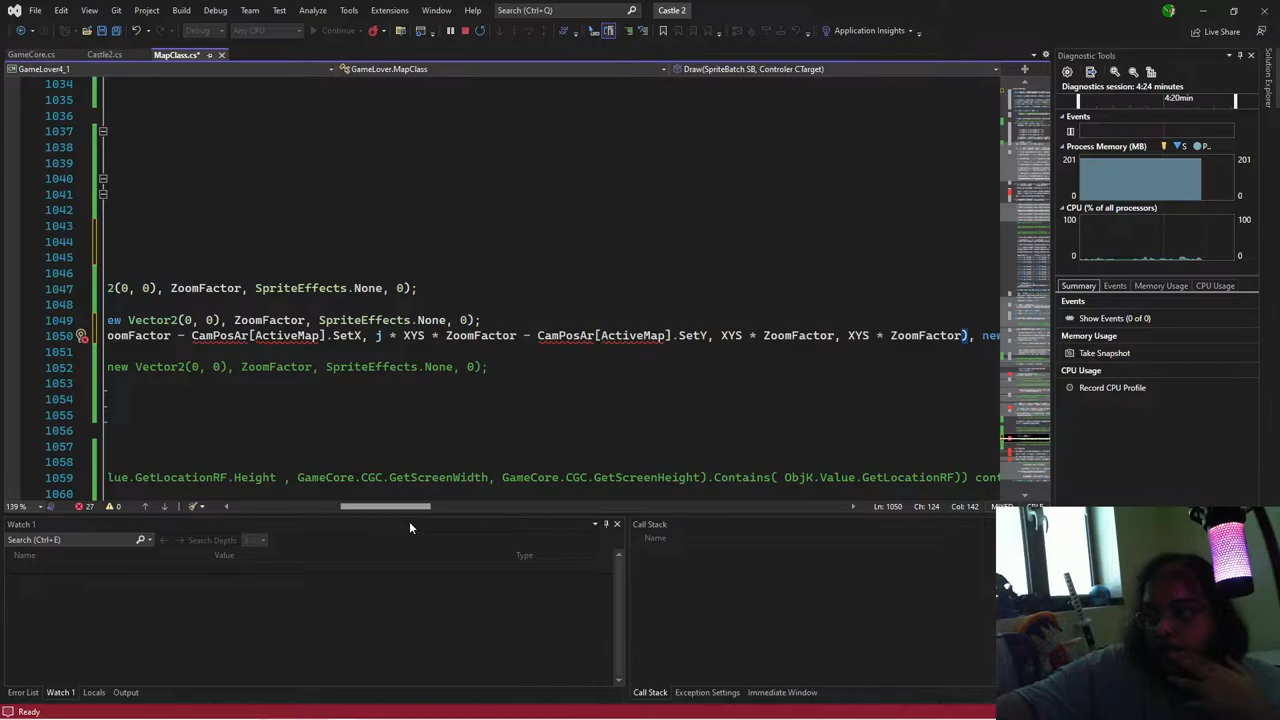 File Edit View Git Project Build Debug Team Test Tools Extensions Analyze Window Help Search (Ctrl+Q) Castle 2
Debug Any CPU Continue Application Insights Live Share
GameCore.cs Castle2.cs MapClass.cs*
GameLover4_1 GameLover.MapClass Draw(SpriteBatch SB, Controler CTarget)
1034
1035
1036
1037
1038
1039
1040
1041
1042
1043
1044
1045
1046
1047 2(0, 0), ZoomFactor, SpriteEffects.None, 0);
1048
1049 ew Vector2(0, 0), ZoomFactor, SpriteEffects.None, 0);
1050 oomFactor - CamPosAr[ActiveMap].SetX, j * XYS * ZoomFactor - CamPosAr[ActiveMap].SetY, XYS * ZoomFactor, XYS * ZoomFactor), new
1051
1052 new Vector2(0, 0), ZoomFactor, SpriteEffects.None, 0);
1053
1054
1055
1056
1057
1058
1059 lue.GetLocationRF.Height , GameCore.CGC.GetScreenWidth, GameCore.CGC.GetScreenHeight).Contains( ObjK.Value.GetLocationRF)) cont
1060
139 % 27 0 Ln: 1050 Ch: 124 Col: 142 MIXED
Diagnostic Tools
Diagnostics session: 4:24 minutes
4:20min
Events
Process Memory (MB) S P...
201 201
0 0
CPU (% of all processors)
100 100
0 0
Summary Events Memory Usage CPU Usage
Events
Show Events (0 of 0)
Memory Usage
Take Snapshot
CPU Usage
Record CPU Profile
Solution Explorer
Watch 1
Search (Ctrl+E) Search Depth: 3
Name Value Type
Call Stack
Name
Error List Watch 1 Locals Output
Call Stack Exception Settings Immediate Window
Ready